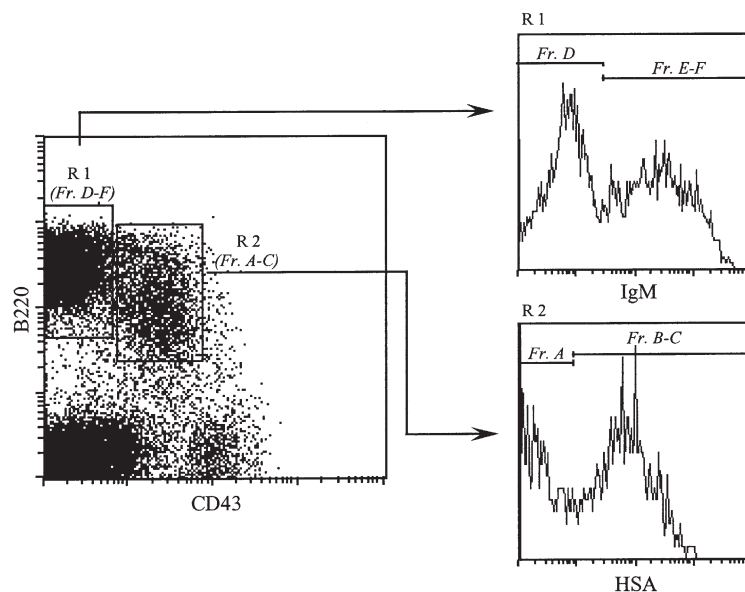 R 1
Fr. D
Fr. E-F
IgM
R 1
(Fr. D-F)
R 2
(Fr. A-C)
B220
CD43
R 2
Fr. A
Fr. B-C
HSA